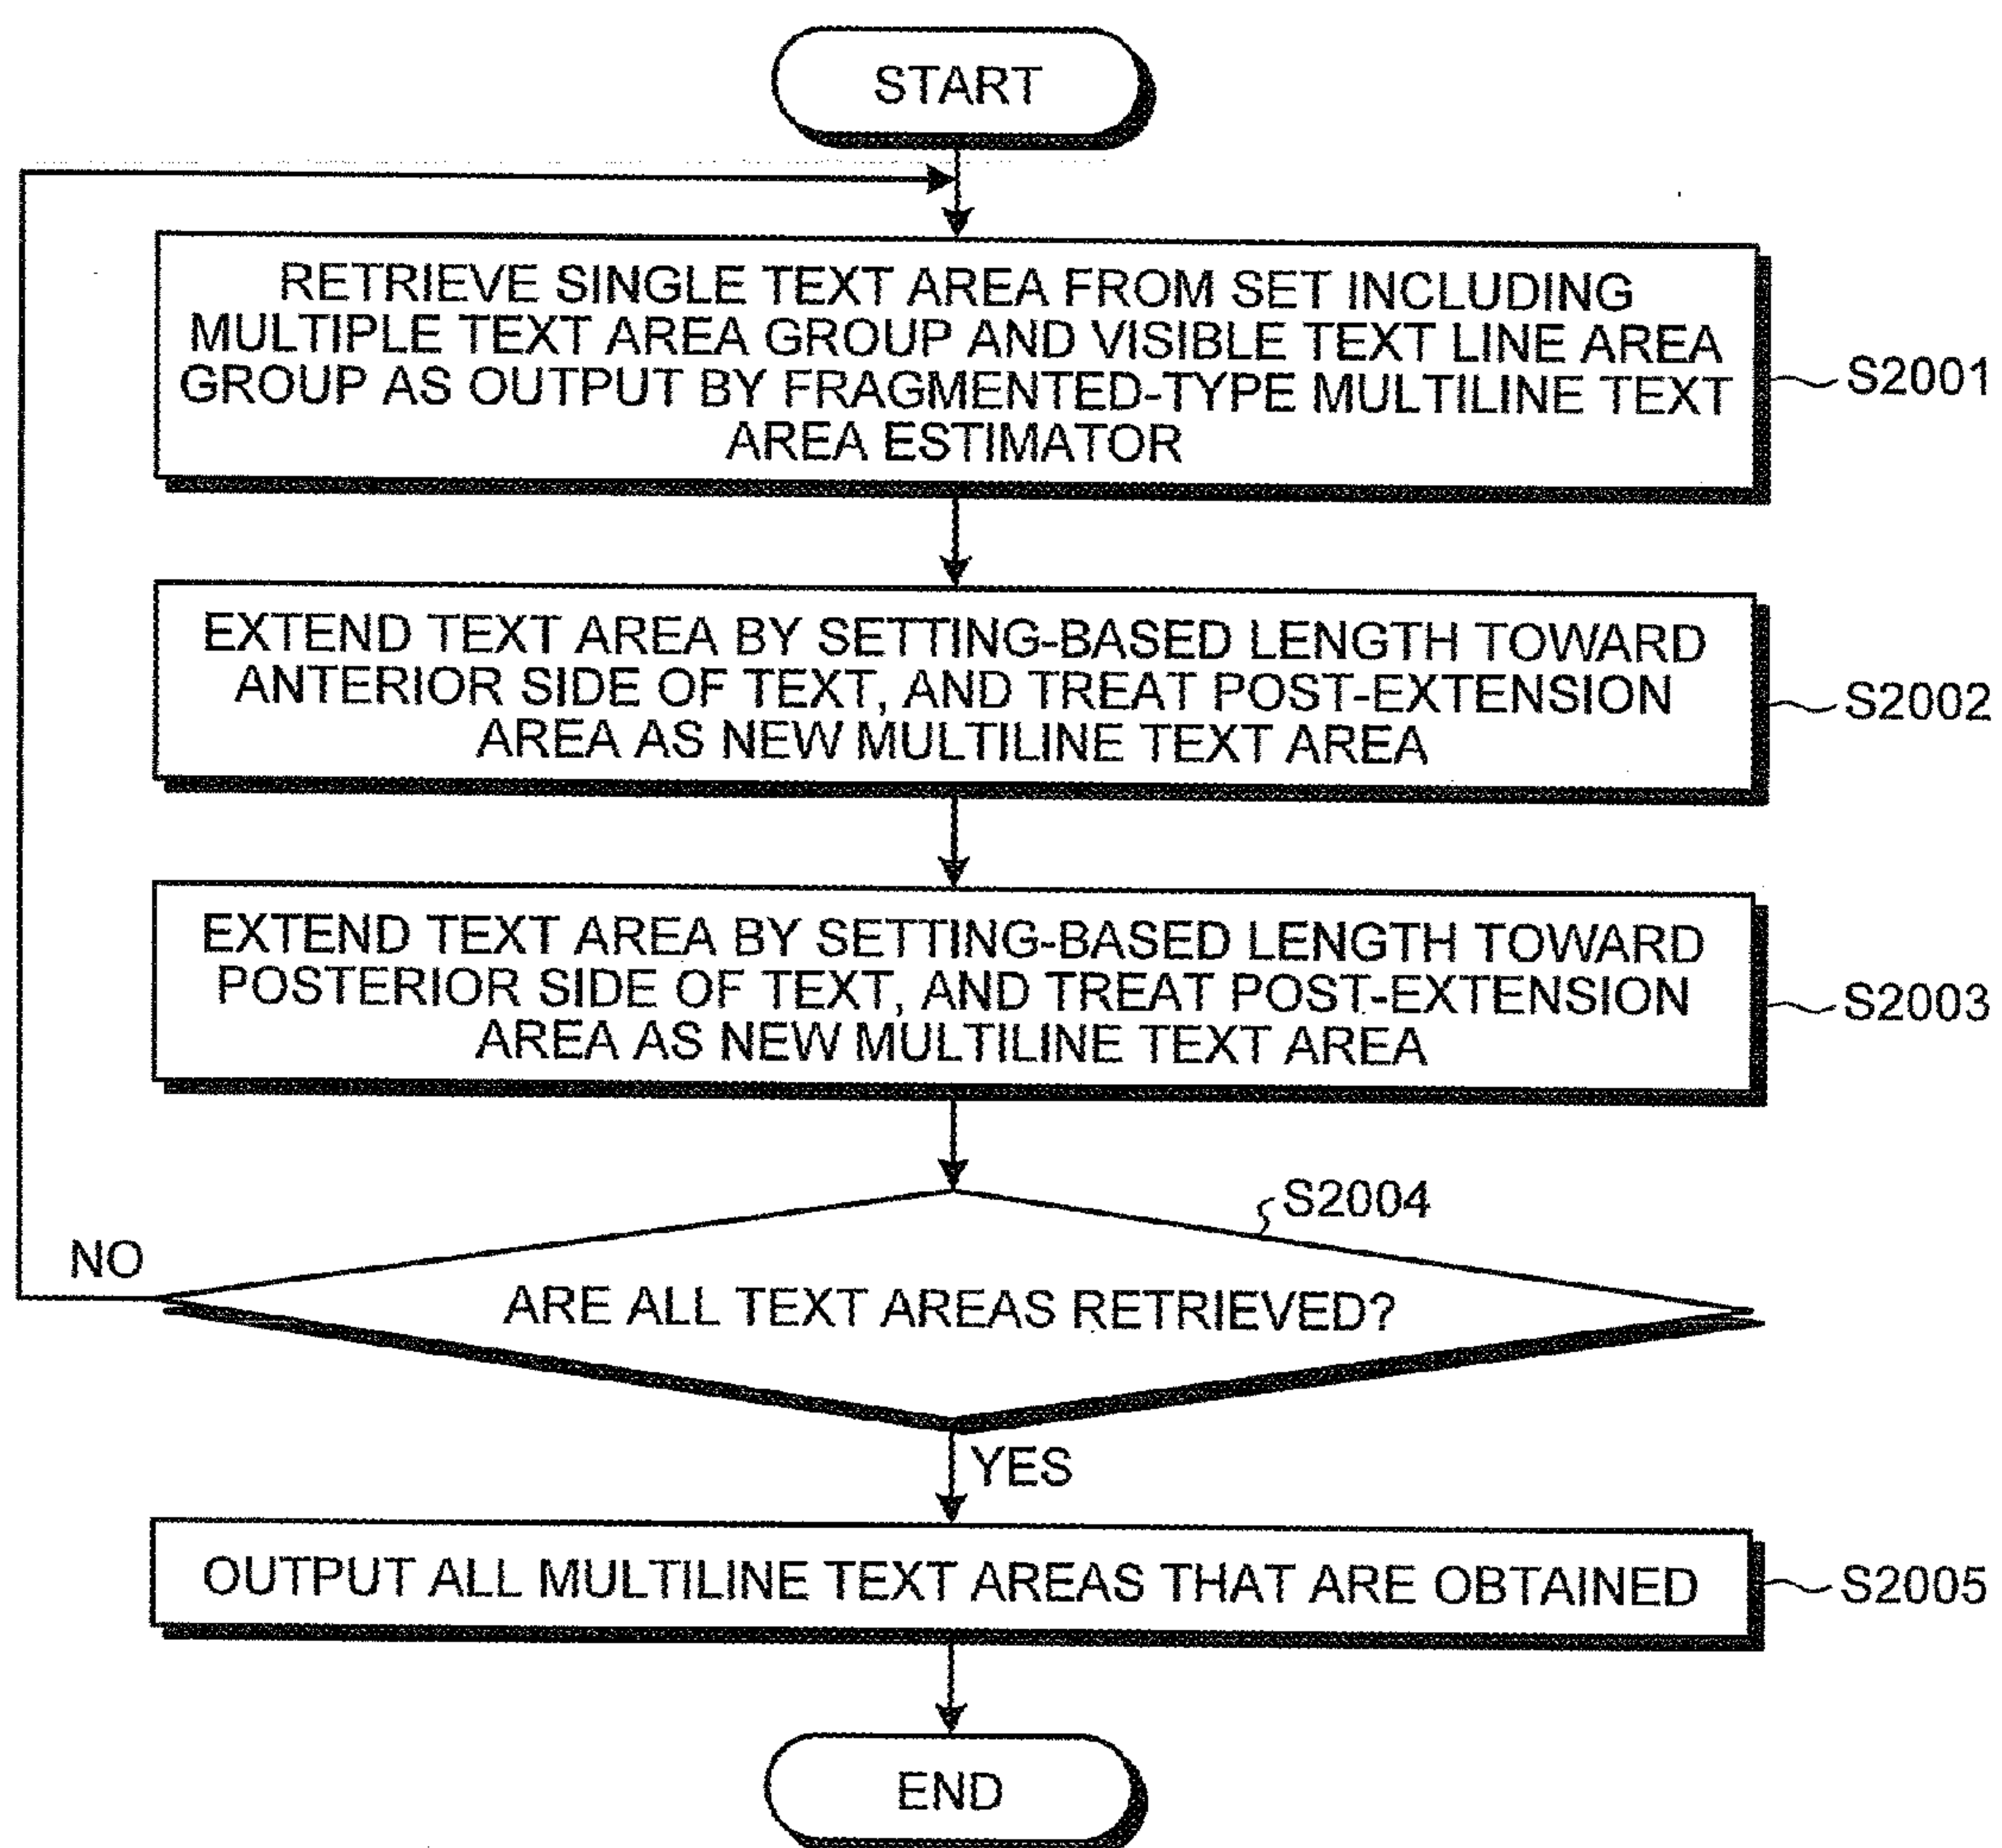 START
RETRIEVE SINGLE TEXT AREA FROM SET INCLUDING
MULTIPLE TEXT AREA GROUP AND VISIBLE TEXT LINE AREA
GROUP AS OUTPUT BY FRAGMENTED-TYPE MULTILINE TEXT
AREA ESTIMATOR
S2001
EXTEND TEXT AREA BY SETTING-BASED LENGTH TOWARD
ANTERIOR SIDE OF TEXT, AND TREAT POST-EXTENSION
AREA AS NEW MULTILINE TEXT AREA
S2002
EXTEND TEXT AREA BY SETTING-BASED LENGTH TOWARD
POSTERIOR SIDE OF TEXT, AND TREAT POST-EXTENSION
AREA AS NEW MULTILINE TEXT AREA
S2003
S2004
NO
ARE ALL TEXT AREAS RETRIEVED?
YES
OUTPUT ALL MULTILINE TEXT AREAS THAT ARE OBTAINED
S2005
END